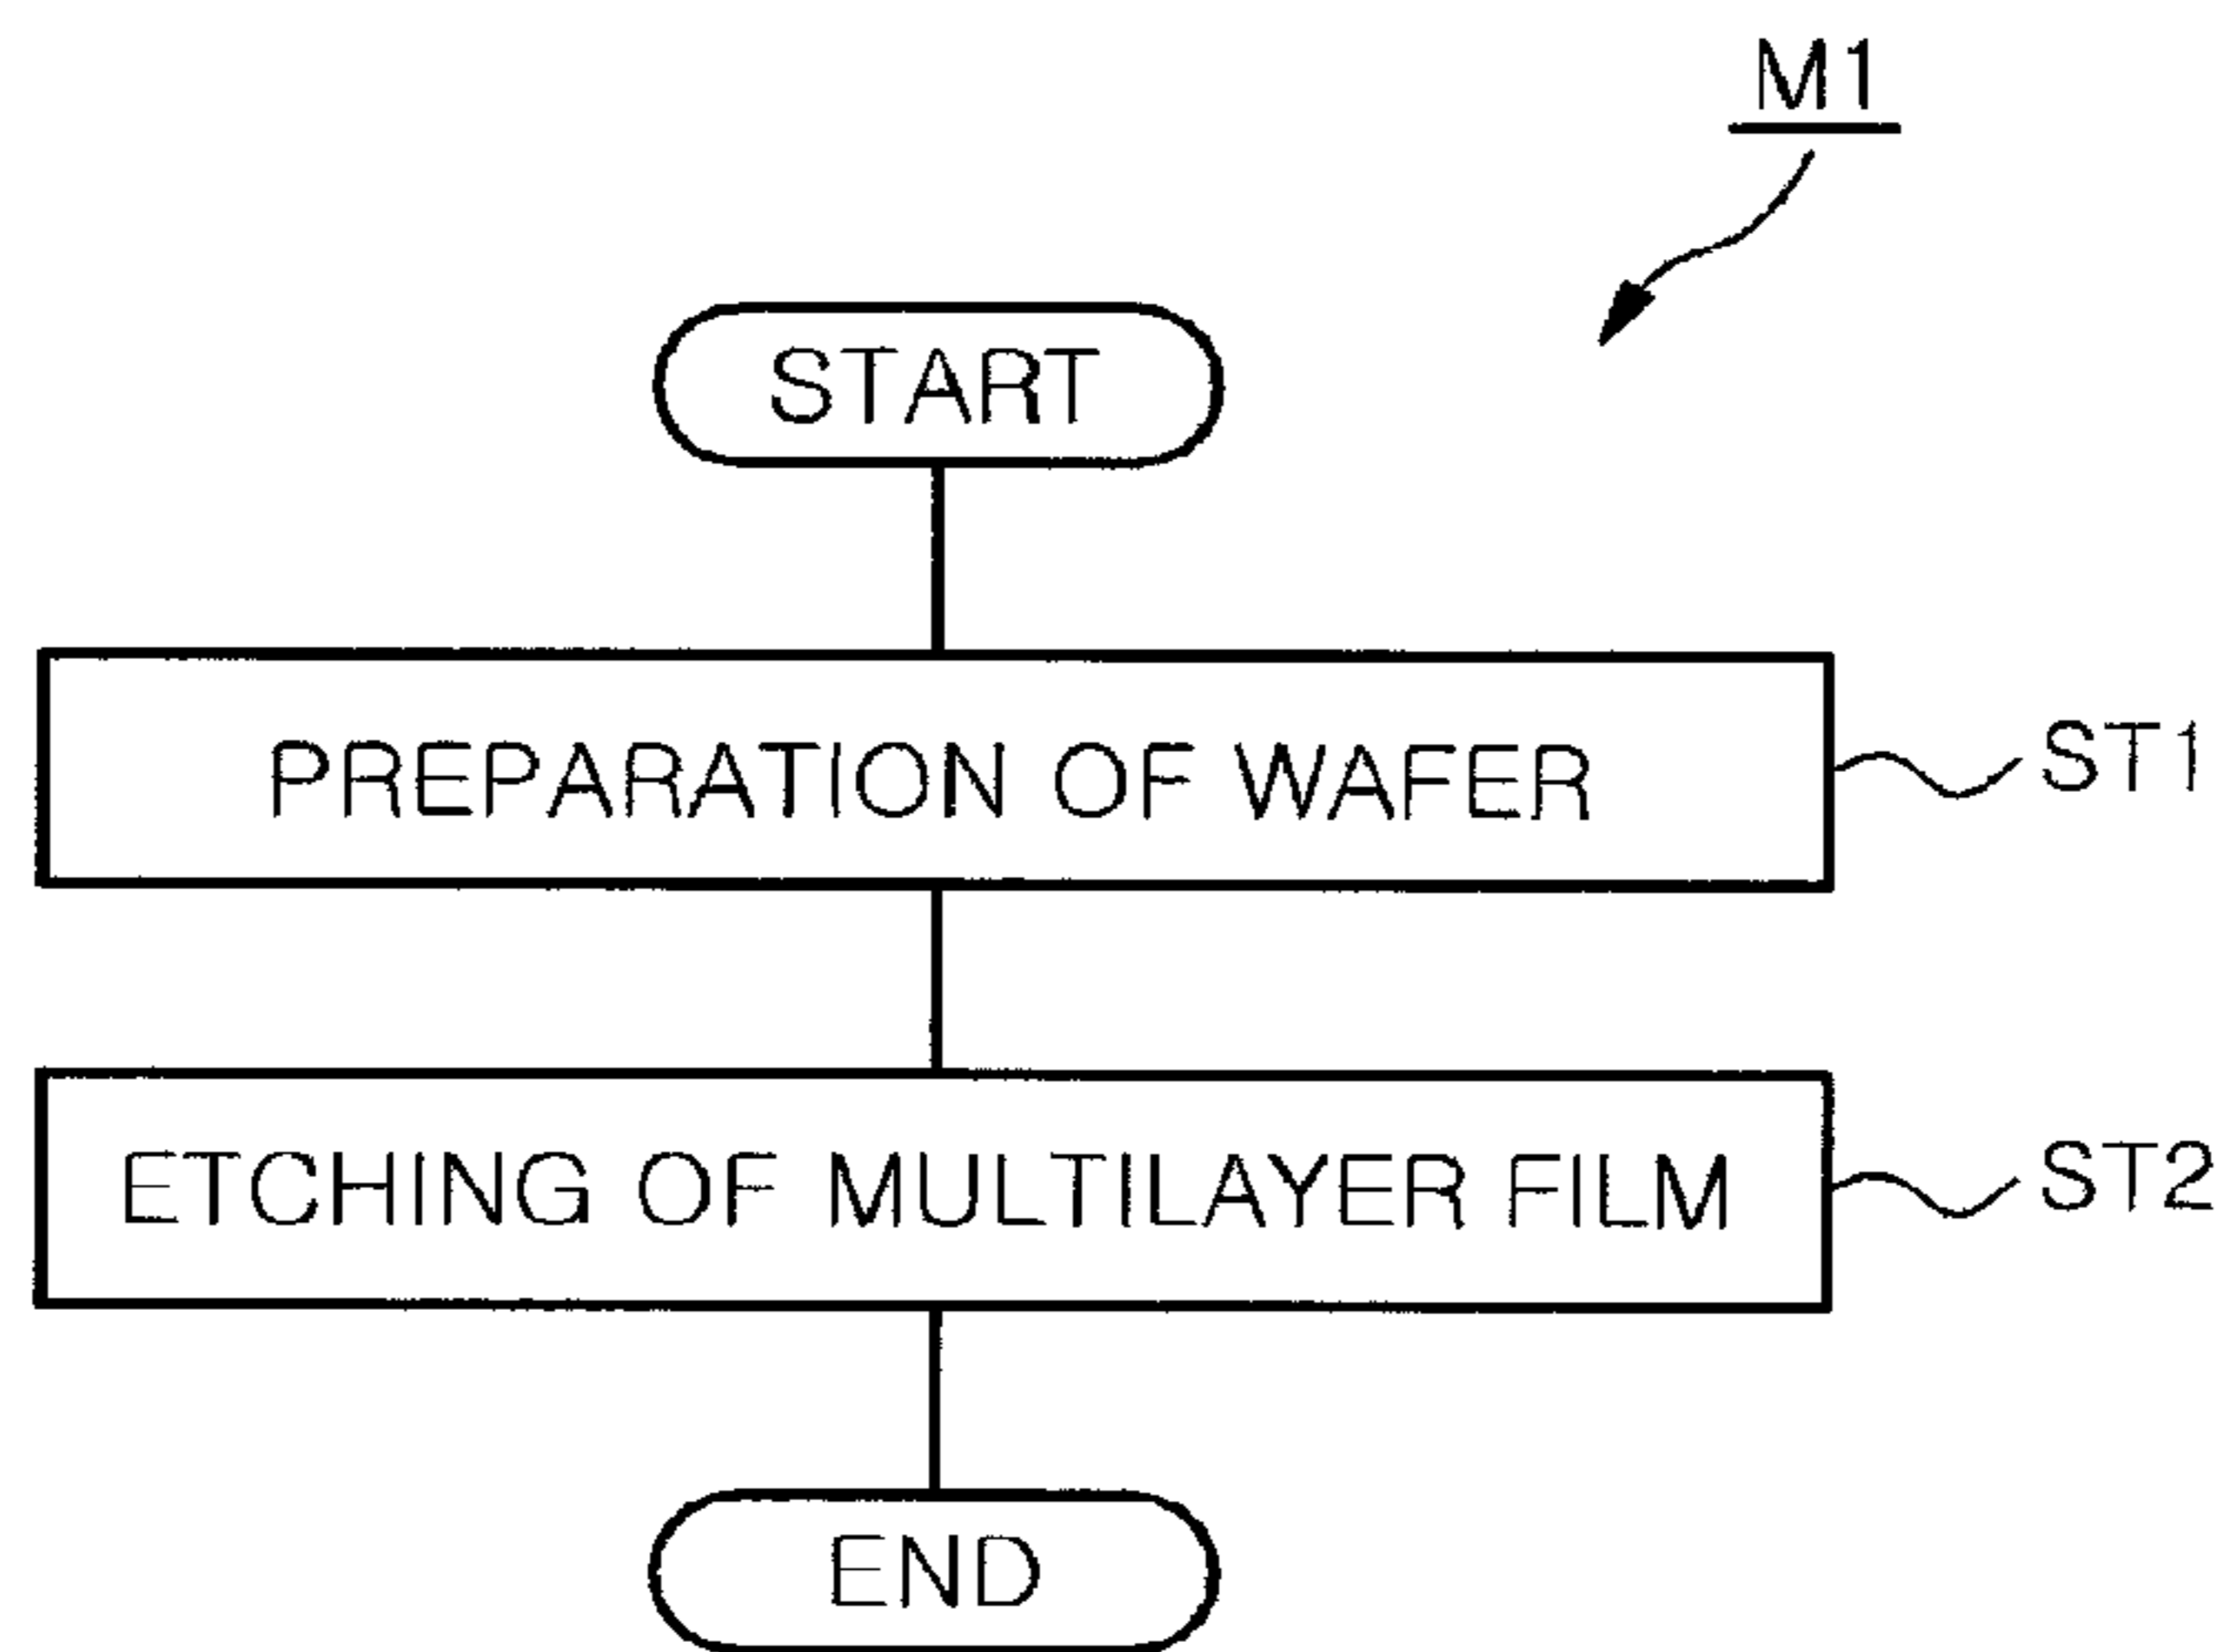 M1
START
PREPARATION OF WAFER
ST1
ETCHING OF MULTILAYER FILM
ST2
END